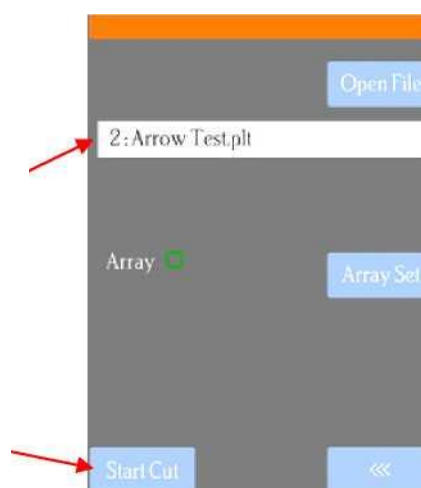 Open File
2:Arrow Test.plt
Array
Array Set
Start Cut
<<<